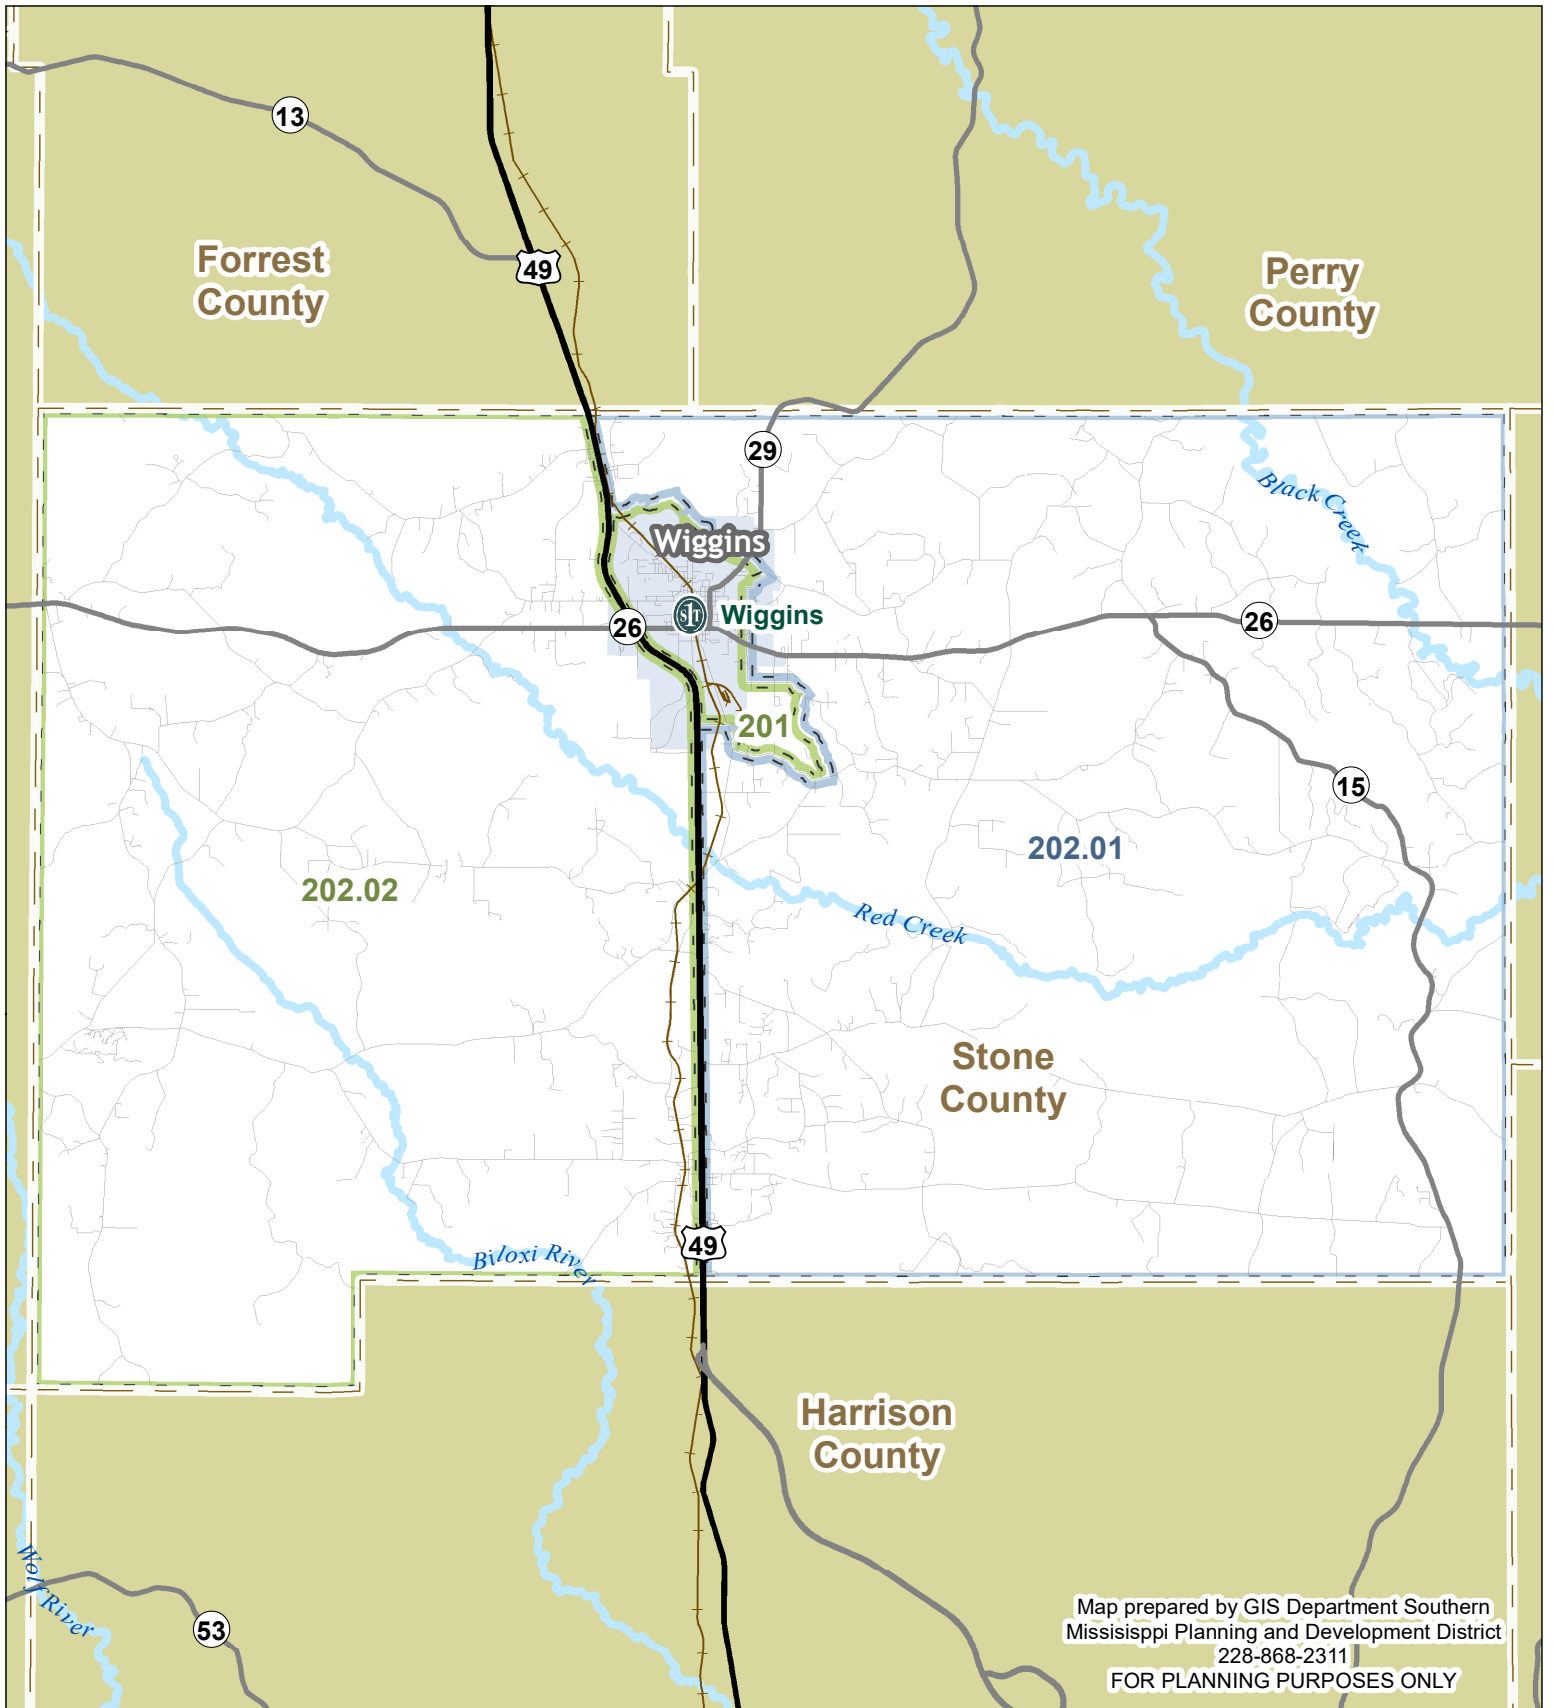 13
Forrest
County
49
Perry
County
29
Black Creek
Wiggins
S1T
Wiggins
26
26
201
15
202.01
202.02
Red Creek
Stone
County
49
Biloxi River
Harrison
County
Wolf River
53
Map prepared by GIS Department Southern
Missisisppi Planning and Development District
228-868-2311
FOR PLANNING PURPOSES ONLY